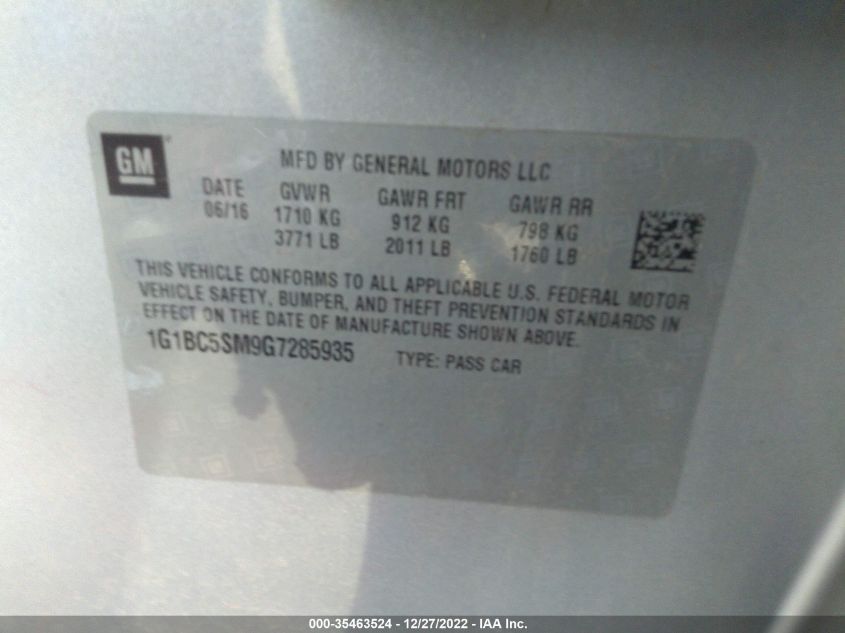 GM
MFD BY GENERAL MOTORS LLC
DATE GVWR GAWR FRT GAWR RR
06/16 1710 KG 912 KG 798 KG
3771 LB 2011 LB 1760 LB
THIS VEHICLE CONFORMS TO ALL APPLICABLE U.S. FEDERAL MOTOR
VEHICLE SAFETY, BUMPER, AND THEFT PREVENTION STANDARDS IN
EFFECT ON THE DATE OF MANUFACTURE SHOWN ABOVE.
1G1BC5SM9G7285935 TYPE: PASS CAR
000-35463524 - 12/27/2022 - IAA Inc.